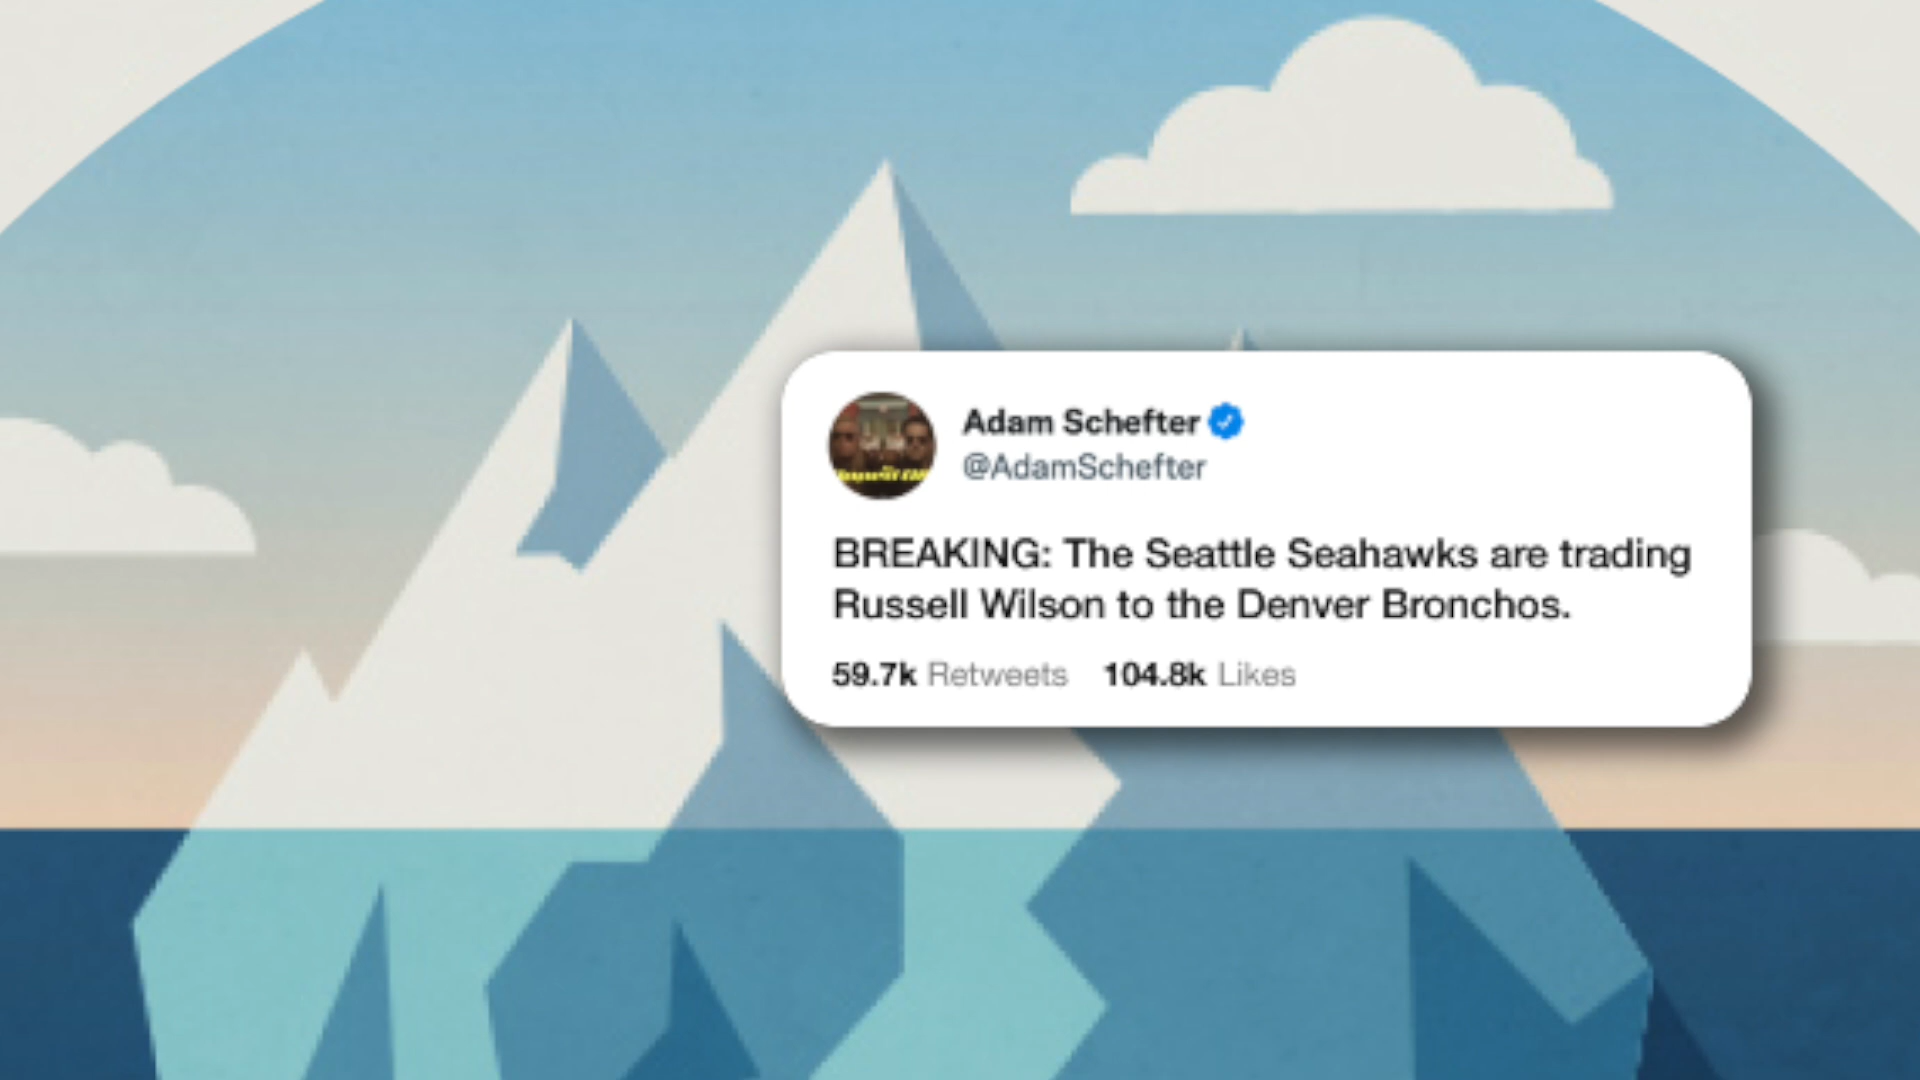 Adam Schefter
@AdamSchefter
BREAKING: The Seattle Seahawks are trading
Russell Wilson to the Denver Bronchos.
59.7k Retweets 104.8k Likes